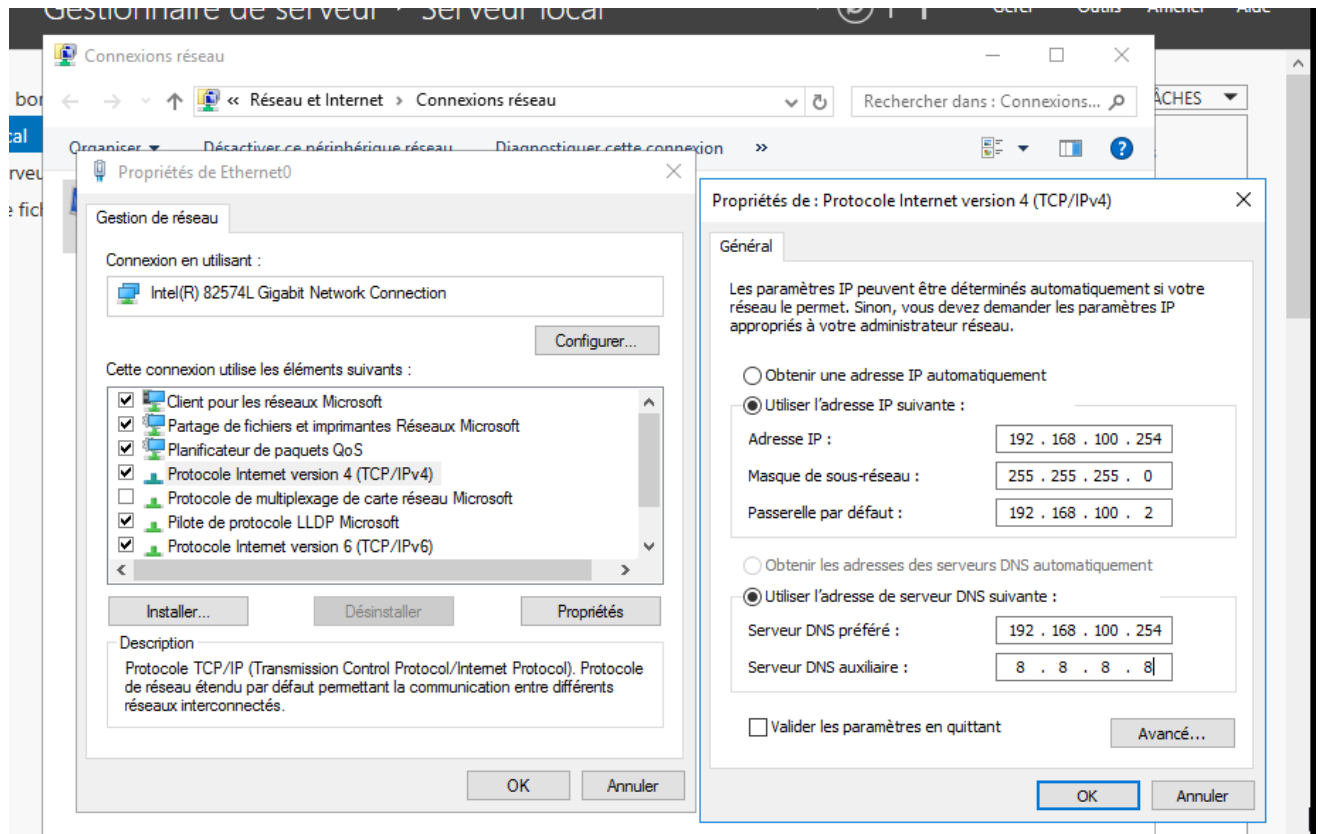 Gestionnaire de serveur · Serveur local
Gérer Outils Afficher Aide
Connexions réseau
« Réseau et Internet › Connexions réseau
Rechercher dans : Connexions...
ÂCHES
Organiser Désactiver ce périphérique réseau Diagnostiquer cette connexion »
Propriétés de Ethernet0
Gestion de réseau
Connexion en utilisant :
Intel(R) 82574L Gigabit Network Connection
Configurer...
Cette connexion utilise les éléments suivants :
Client pour les réseaux Microsoft
Partage de fichiers et imprimantes Réseaux Microsoft
Planificateur de paquets QoS
Protocole Internet version 4 (TCP/IPv4)
Protocole de multiplexage de carte réseau Microsoft
Pilote de protocole LLDP Microsoft
Protocole Internet version 6 (TCP/IPv6)
Installer... Désinstaller Propriétés
Description
Protocole TCP/IP (Transmission Control Protocol/Internet Protocol). Protocole
de réseau étendu par défaut permettant la communication entre différents
réseaux interconnectés.
OK Annuler
Propriétés de : Protocole Internet version 4 (TCP/IPv4)
Général
Les paramètres IP peuvent être déterminés automatiquement si votre
réseau le permet. Sinon, vous devez demander les paramètres IP
appropriés à votre administrateur réseau.
Obtenir une adresse IP automatiquement
Utiliser l'adresse IP suivante :
Adresse IP : 192 . 168 . 100 . 254
Masque de sous-réseau : 255 . 255 . 255 . 0
Passerelle par défaut : 192 . 168 . 100 . 2
Obtenir les adresses des serveurs DNS automatiquement
Utiliser l'adresse de serveur DNS suivante :
Serveur DNS préféré : 192 . 168 . 100 . 254
Serveur DNS auxiliaire : 8 . 8 . 8 . 8
Valider les paramètres en quittant
Avancé...
OK Annuler